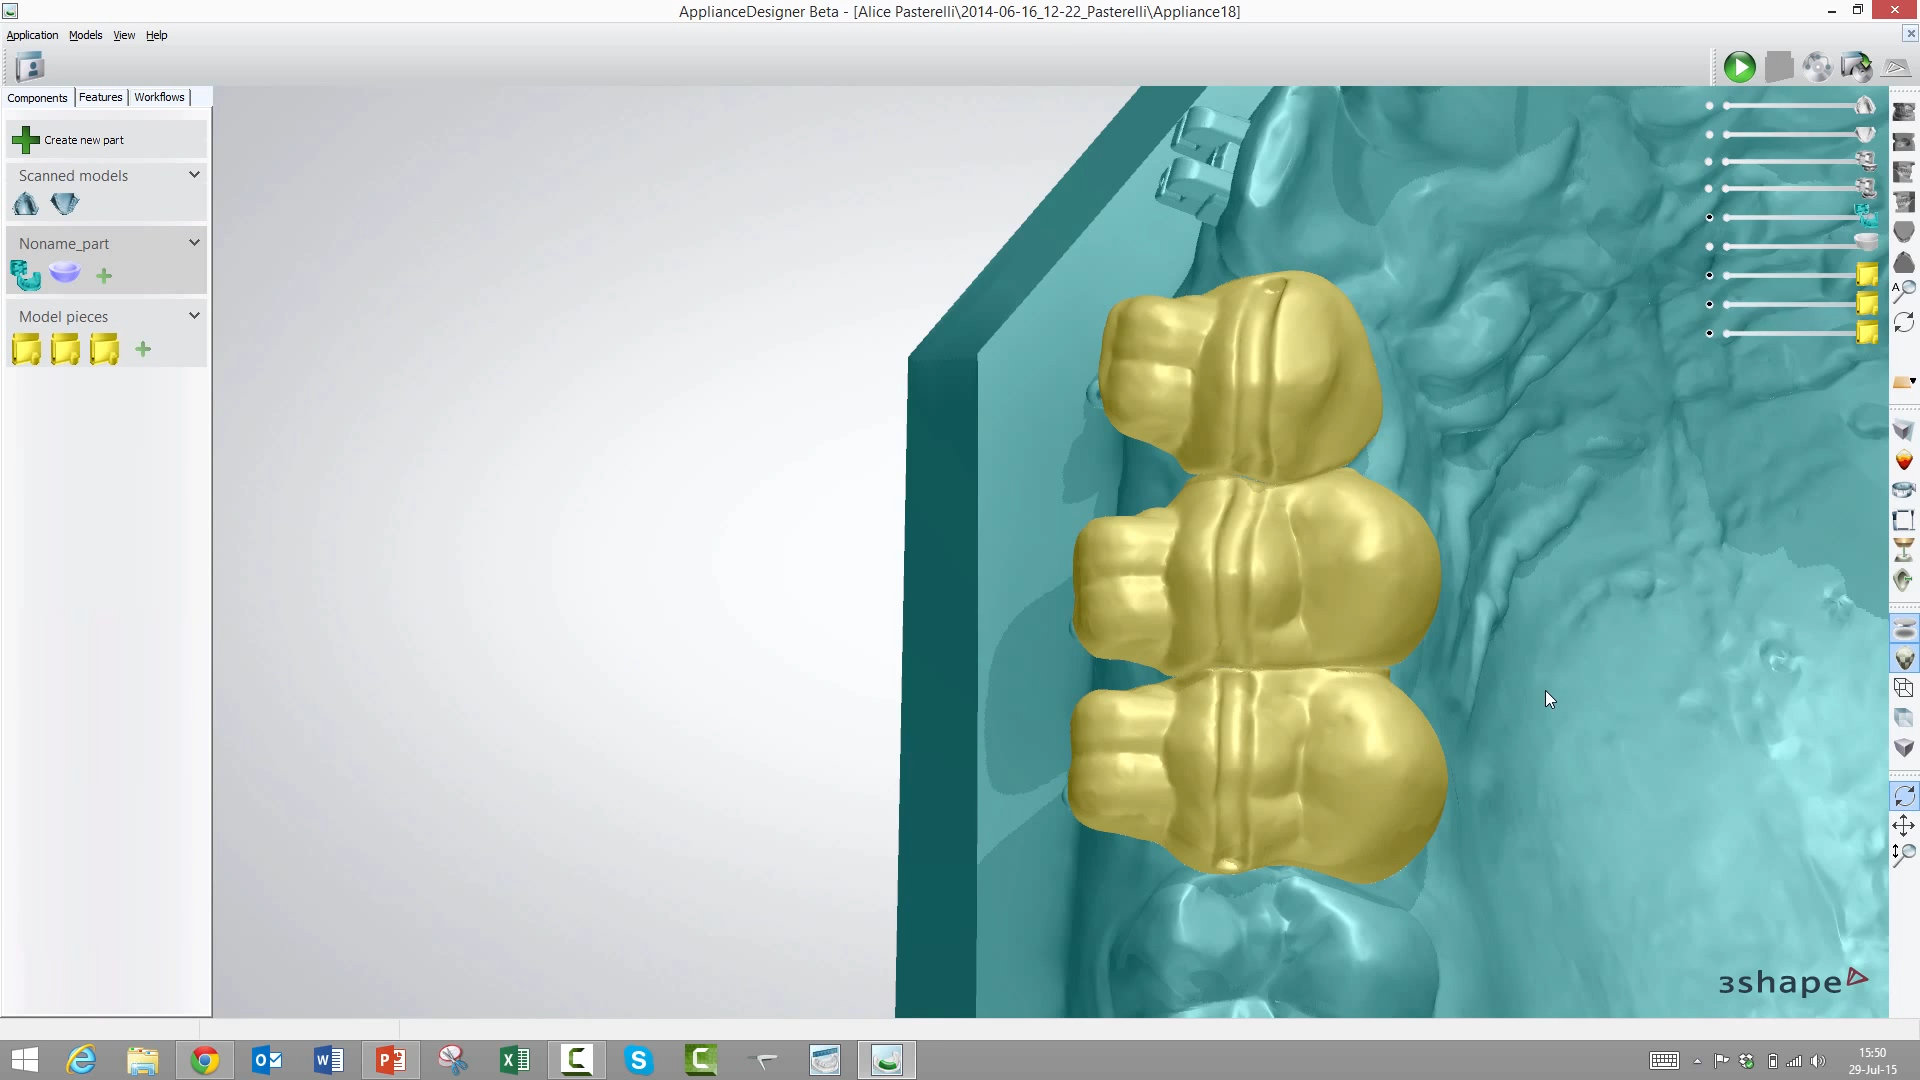 ApplianceDesigner Beta - [Alice Pasterelli\2014-06-16_12-22_Pasterelli\Appliance18]
Application Models View Help
Components Features Workflows
Create new part
Scanned models
Noname_part
Model pieces
A
3shape
15:50
29-Jul-15